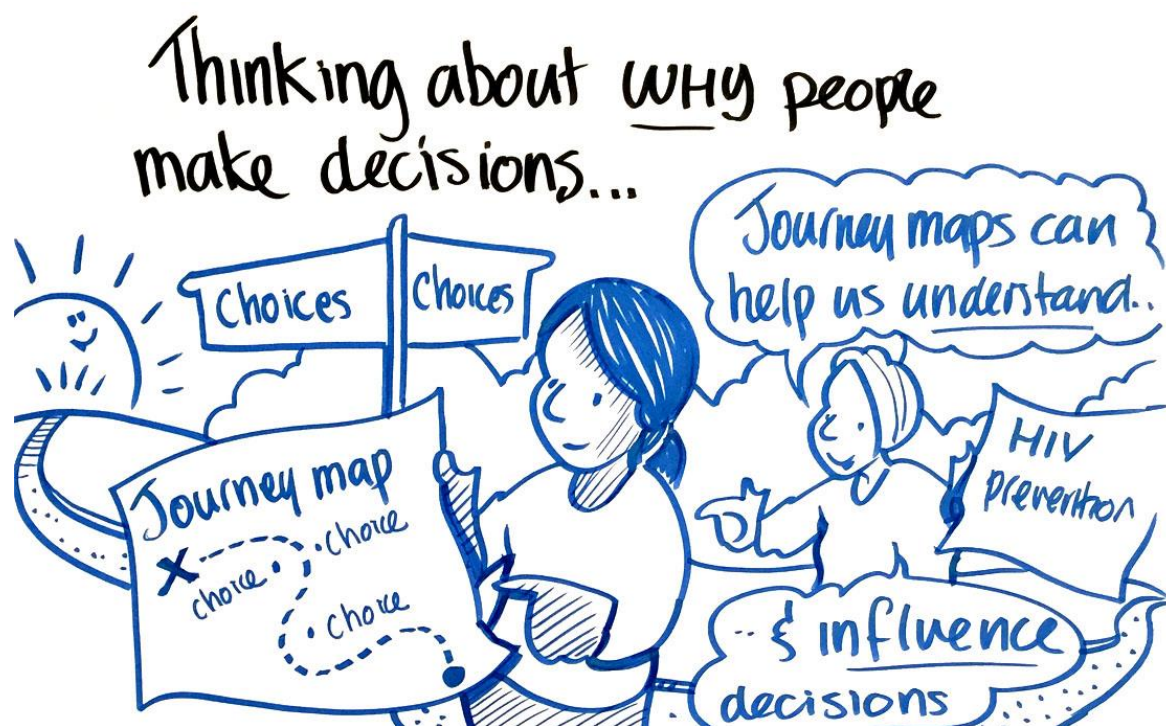 Thinking about WHY people
make decisions...
Journey maps can
help us understand..
Choices
Choices
Journey map
choice
choice
choice
HIV
prevention
.. & influence
decisions